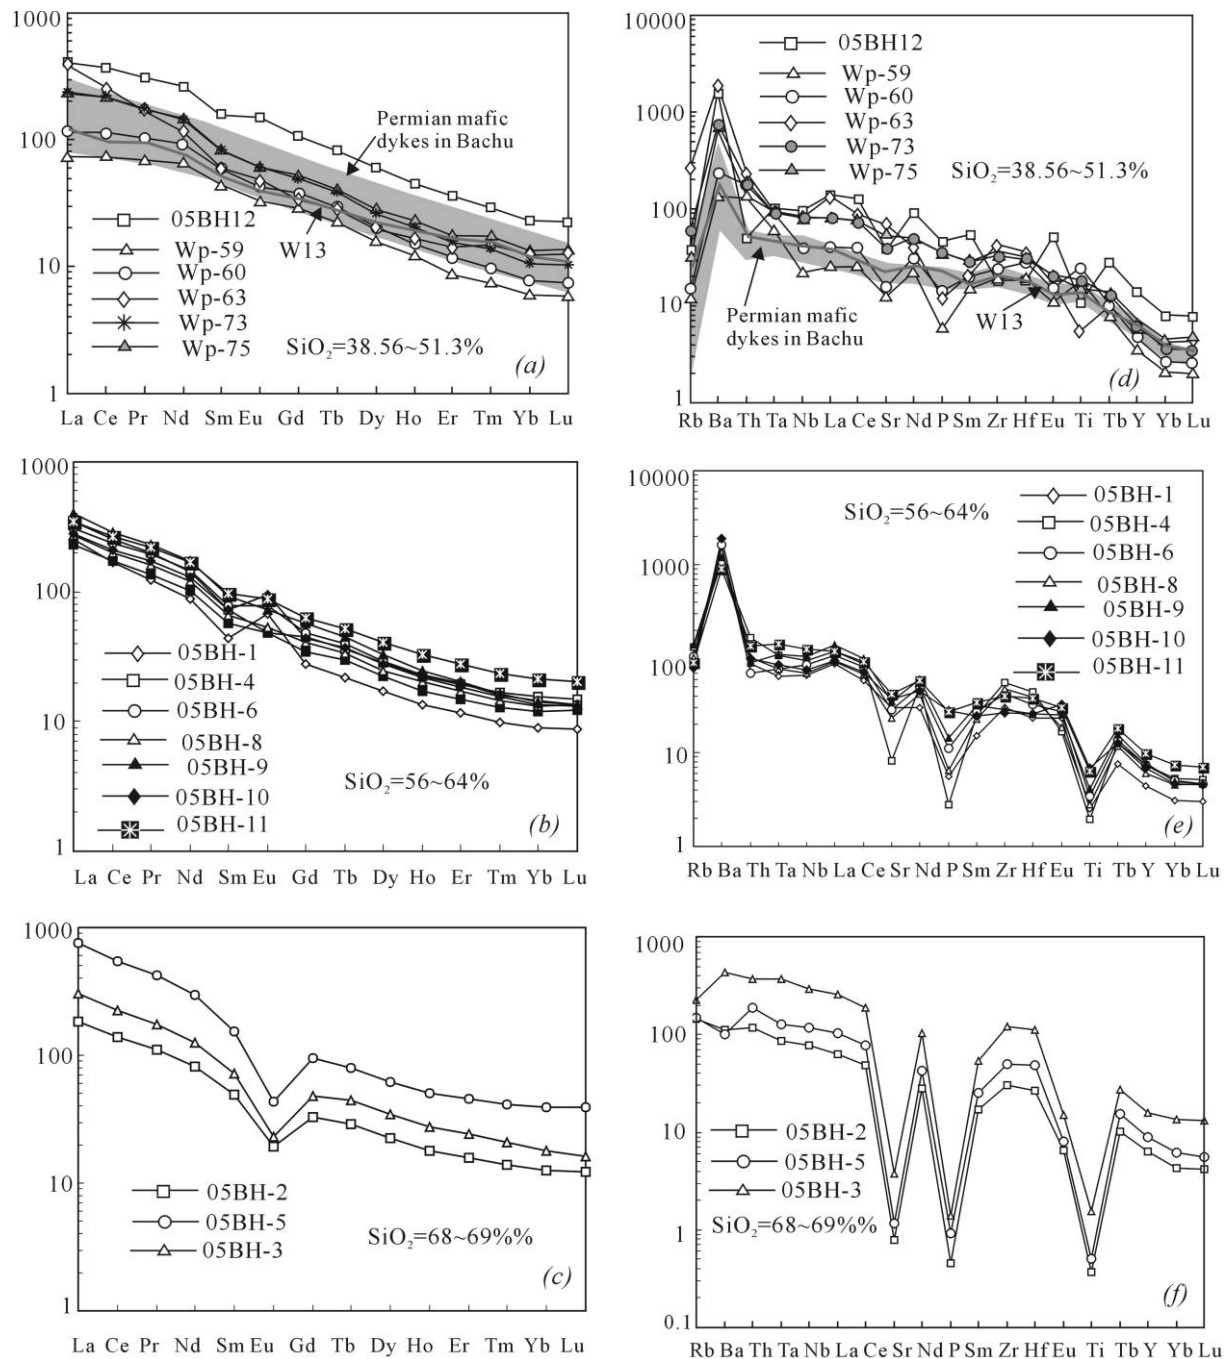 1000
100
10
1
Permian mafic
dykes in Bachu
W13
05BH12
Wp-59
Wp-60
Wp-63
Wp-73
Wp-75
SiO2=38.56~51.3%
(a)
La Ce Pr Nd Sm Eu Gd Tb Dy Ho Er Tm Yb Lu
10000
1000
100
10
1
05BH12
Wp-59
Wp-60
Wp-63
Wp-73
Wp-75
SiO2=38.56~51.3%
Permian mafic
dykes in Bachu
W13
(d)
Rb Ba Th Ta Nb La Ce Sr Nd P Sm Zr Hf Eu Ti Tb Y Yb Lu
1000
100
10
1
05BH-1
05BH-4
05BH-6
05BH-8
05BH-9
05BH-10
05BH-11
SiO2=56~64%
(b)
La Ce Pr Nd Sm Eu Gd Tb Dy Ho Er Tm Yb Lu
10000
1000
100
10
1
SiO2=56~64%
05BH-1
05BH-4
05BH-6
05BH-8
05BH-9
05BH-10
05BH-11
(e)
Rb Ba Th Ta Nb La Ce Sr Nd P Sm Zr Hf Eu Ti Tb Y Yb Lu
1000
100
10
1
05BH-2
05BH-5
05BH-3
SiO2=68~69%%
(c)
La Ce Pr Nd Sm Eu Gd Tb Dy Ho Er Tm Yb Lu
1000
100
10
1
0.1
05BH-2
05BH-5
05BH-3
SiO2=68~69%%
(f)
Rb Ba Th Ta Nb La Ce Sr Nd P Sm Zr Hf Eu Ti Tb Y Yb Lu